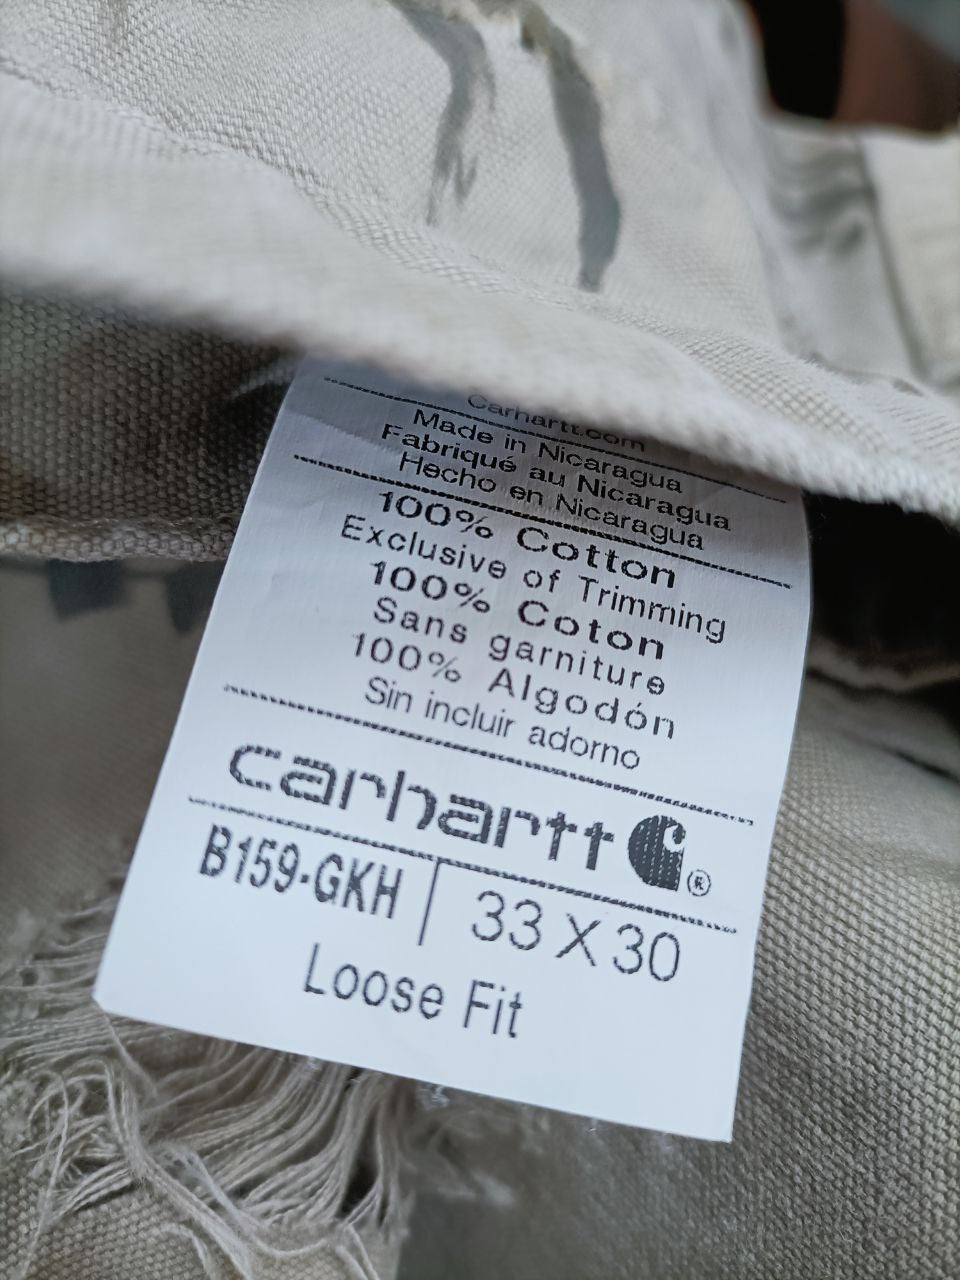 Carhartt.com
Made in Nicaragua
Fabriqué au Nicaragua
Hecho en Nicaragua
100% Cotton
Exclusive of Trimming
100% Coton
Sans garniture
100% Algodón
Sin incluir adorno
carhartt ®
B159-GKH 33 X 30
Loose Fit